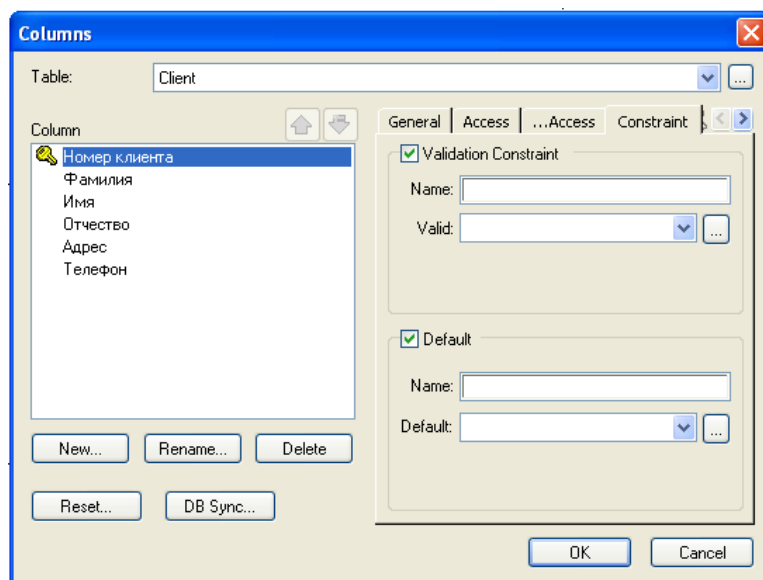 Columns
Table: Client ...
Column
Номер клиента
Фамилия
Имя
Отчество
Адрес
Телефон
New... Rename... Delete
Reset... DB Sync...
General Access ...Access Constraint
Validation Constraint
Name:
Valid: ...
Default
Name:
Default: ...
OK Cancel